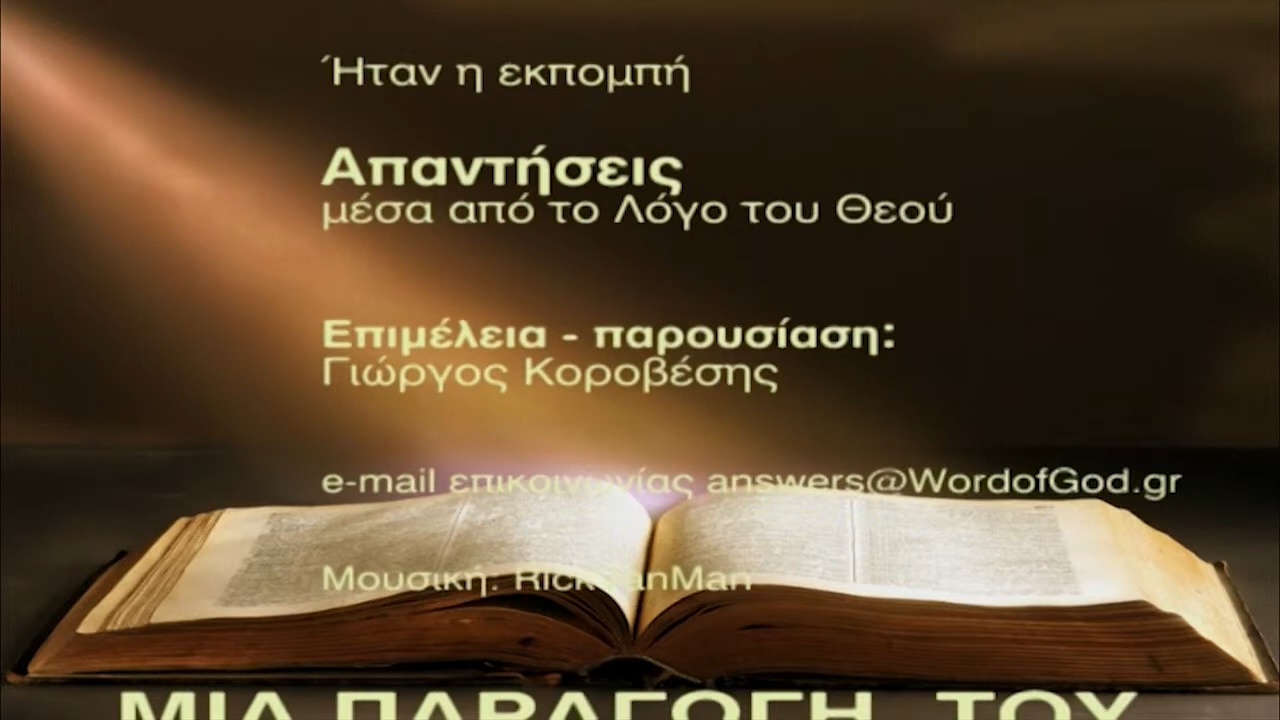 Ήταν η εκπομπή
Απαντήσεις
μέσα από το Λόγο του Θεού
Επιμέλεια - παρουσίαση:
Γιώργος Κοροβέσης
e-mail επικοινωνίας answers@WordofGod.gr
Μουσική:
ΜΙΑ ΠΑΡΑΓΩΓΗ ΤΟΥ